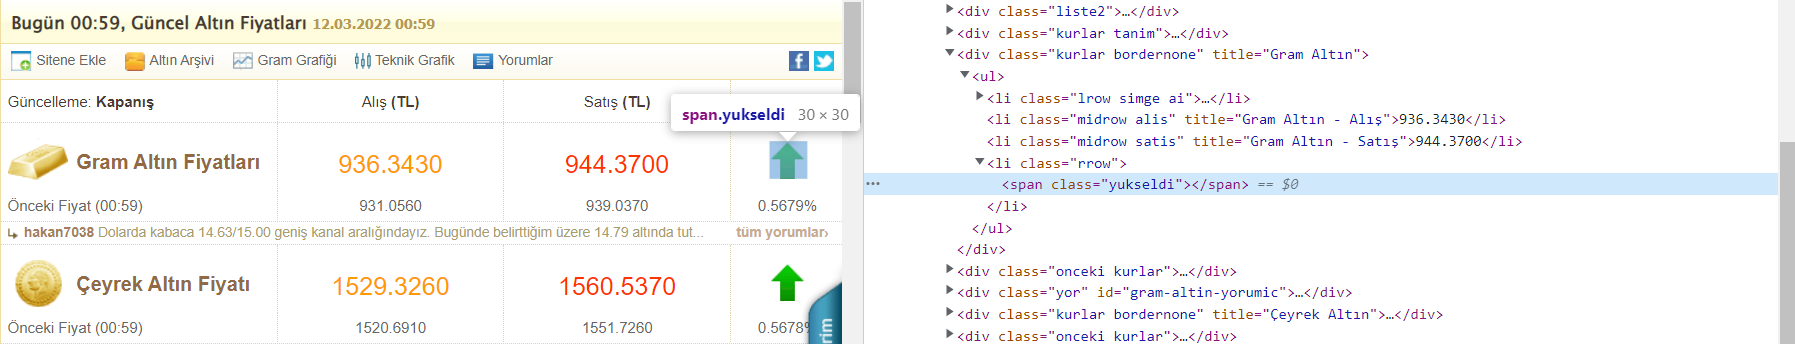 Bugün 00:59, Güncel Altın Fiyatları 12.03.2022 00:59
Sitene Ekle Altın Arşivi Gram Grafiği Teknik Grafik Yorumlar
Güncelleme: Kapanış Alış (TL) Satış (TL)
span.yukseldi 30 × 30
Gram Altın Fiyatları 936.3430 944.3700
Önceki Fiyat (00:59) 931.0560 939.0370 0.5679%
hakan7038 Dolarda kabaca 14.63/15.00 geniş kanal aralığındayız. Bugünde belirttiğim üzere 14.79 altında tut... tüm yorumlar›
Çeyrek Altın Fiyatı 1529.3260 1560.5370
Önceki Fiyat (00:59) 1520.6910 1551.7260 0.5678%
<div class="liste2">…</div>
<div class="kurlar tanim">…</div>
<div class="kurlar bordernone" title="Gram Altın">
<ul>
<li class="lrow simge ai">…</li>
<li class="midrow alis" title="Gram Altın - Alış">936.3430</li>
<li class="midrow satis" title="Gram Altın - Satış">944.3700</li>
<li class="rrow">
… <span class="yukseldi"></span> == $0
</li>
</ul>
</div>
<div class="onceki kurlar">…</div>
<div class="yor" id="gram-altin-yorumic">…</div>
<div class="kurlar bordernone" title="Çeyrek Altın">…</div>
<div class="onceki kurlar">…</div>